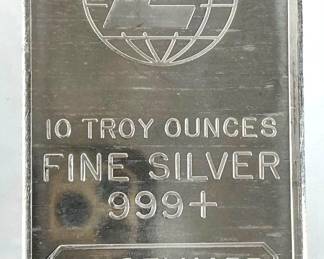 10 TROY OUNCES
FINE SILVER
999+